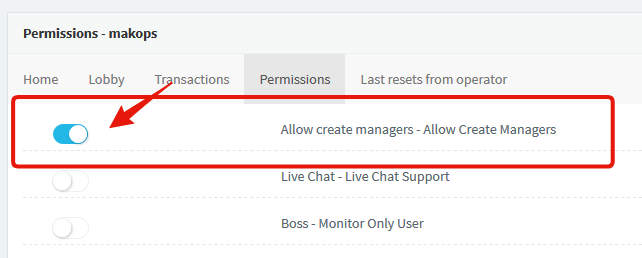 Permissions - makops
Home Lobby Transactions Permissions Last resets from operator
Allow create managers - Allow Create Managers
Live Chat - Live Chat Support
Boss - Monitor Only User